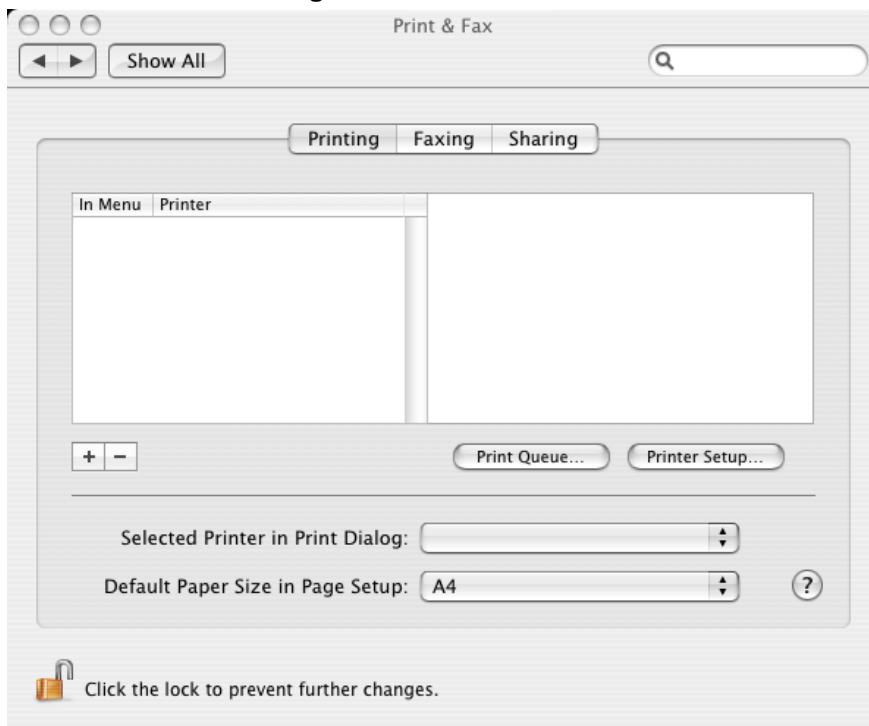 Print & Fax
Show All
Printing Faxing Sharing
In Menu Printer
+ −
Print Queue... Printer Setup...
Selected Printer in Print Dialog:
Default Paper Size in Page Setup: A4 ?
Click the lock to prevent further changes.